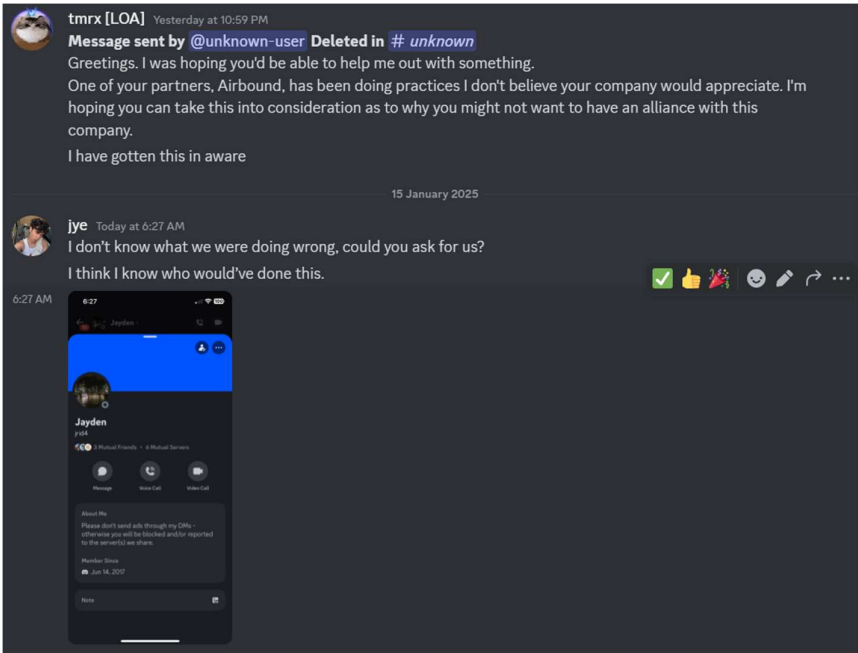 tmrx [LOA] Yesterday at 10:59 PM
Message sent by @unknown-user Deleted in # unknown
Greetings. I was hoping you'd be able to help me out with something.
One of your partners, Airbound, has been doing practices I don't believe your company would appreciate. I'm
hoping you can take this into consideration as to why you might not want to have an alliance with this
company.
I have gotten this in aware
15 January 2025
jye Today at 6:27 AM
I don't know what we were doing wrong, could you ask for us?
I think I know who would've done this.
6:27 AM
6:27
Jayden
Jayden
jrid4
3 Mutual Friends • 6 Mutual Servers
Message Voice Call Video Call
About Me
Please don't send ads through my DMs -
otherwise you will be blocked and/or reported
to the server(s) we share.
Member Since
Jun 14, 2017
Note